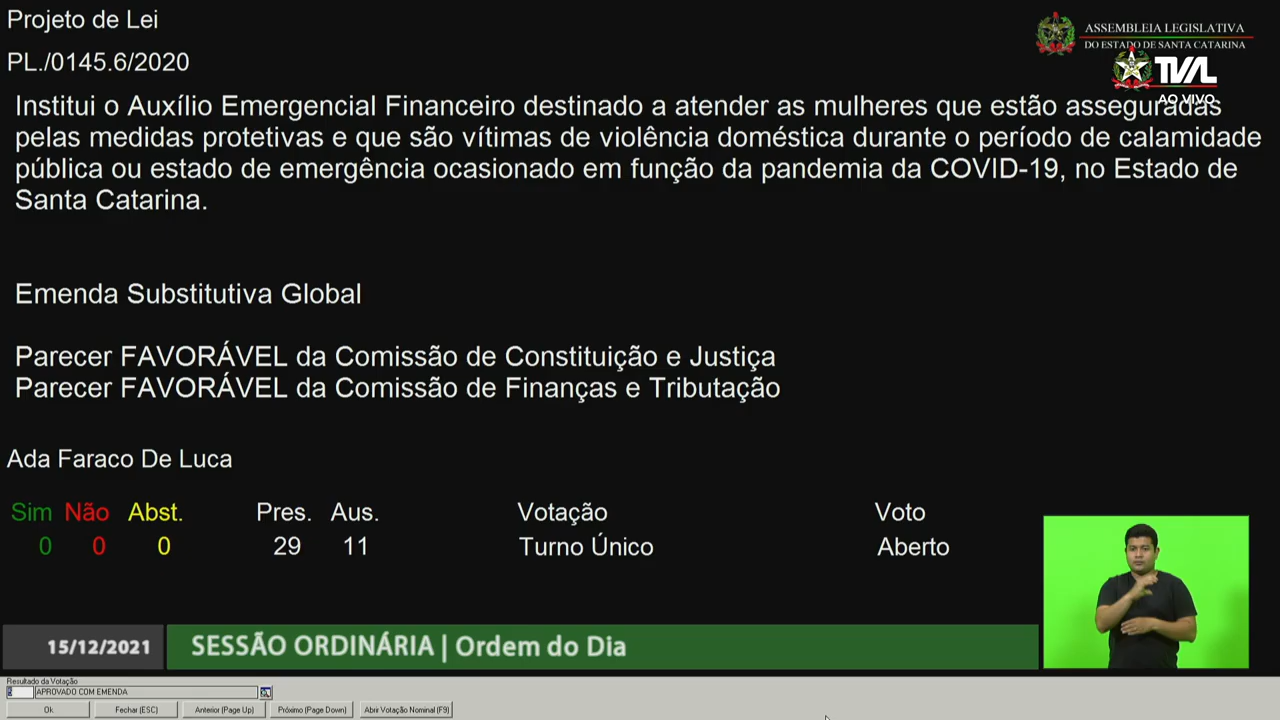 Projeto de Lei
ASSEMBLEIA LEGISLATIVA
DO ESTADO DE SANTA CATARINA
PL./0145.6/2020
TVAL
AO VIVO
Institui o Auxílio Emergencial Financeiro destinado a atender as mulheres que estão asseguradas
pelas medidas protetivas e que são vítimas de violência doméstica durante o período de calamidade
pública ou estado de emergência ocasionado em função da pandemia da COVID-19, no Estado de
Santa Catarina.
Emenda Substitutiva Global
Parecer FAVORÁVEL da Comissão de Constituição e Justiça
Parecer FAVORÁVEL da Comissão de Finanças e Tributação
Ada Faraco De Luca
Sim Não Abst. Pres. Aus. Votação Voto
0 0 0 29 11 Turno Único Aberto
15/12/2021 SESSÃO ORDINÁRIA | Ordem do Dia
Resultado da Votação
APROVADO COM EMENDA
Ok Fechar (ESC) Anterior (Page Up) Próximo (Page Down) Abrir Votação Nominal (F9)